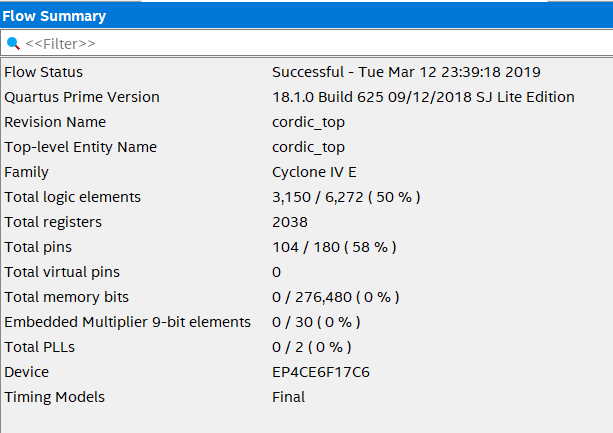 Flow Summary
<<Filter>>
Flow Status Successful - Tue Mar 12 23:39:18 2019
Quartus Prime Version 18.1.0 Build 625 09/12/2018 SJ Lite Edition
Revision Name cordic_top
Top-level Entity Name cordic_top
Family Cyclone IV E
Total logic elements 3,150 / 6,272 ( 50 % )
Total registers 2038
Total pins 104 / 180 ( 58 % )
Total virtual pins 0
Total memory bits 0 / 276,480 ( 0 % )
Embedded Multiplier 9-bit elements 0 / 30 ( 0 % )
Total PLLs 0 / 2 ( 0 % )
Device EP4CE6F17C6
Timing Models Final